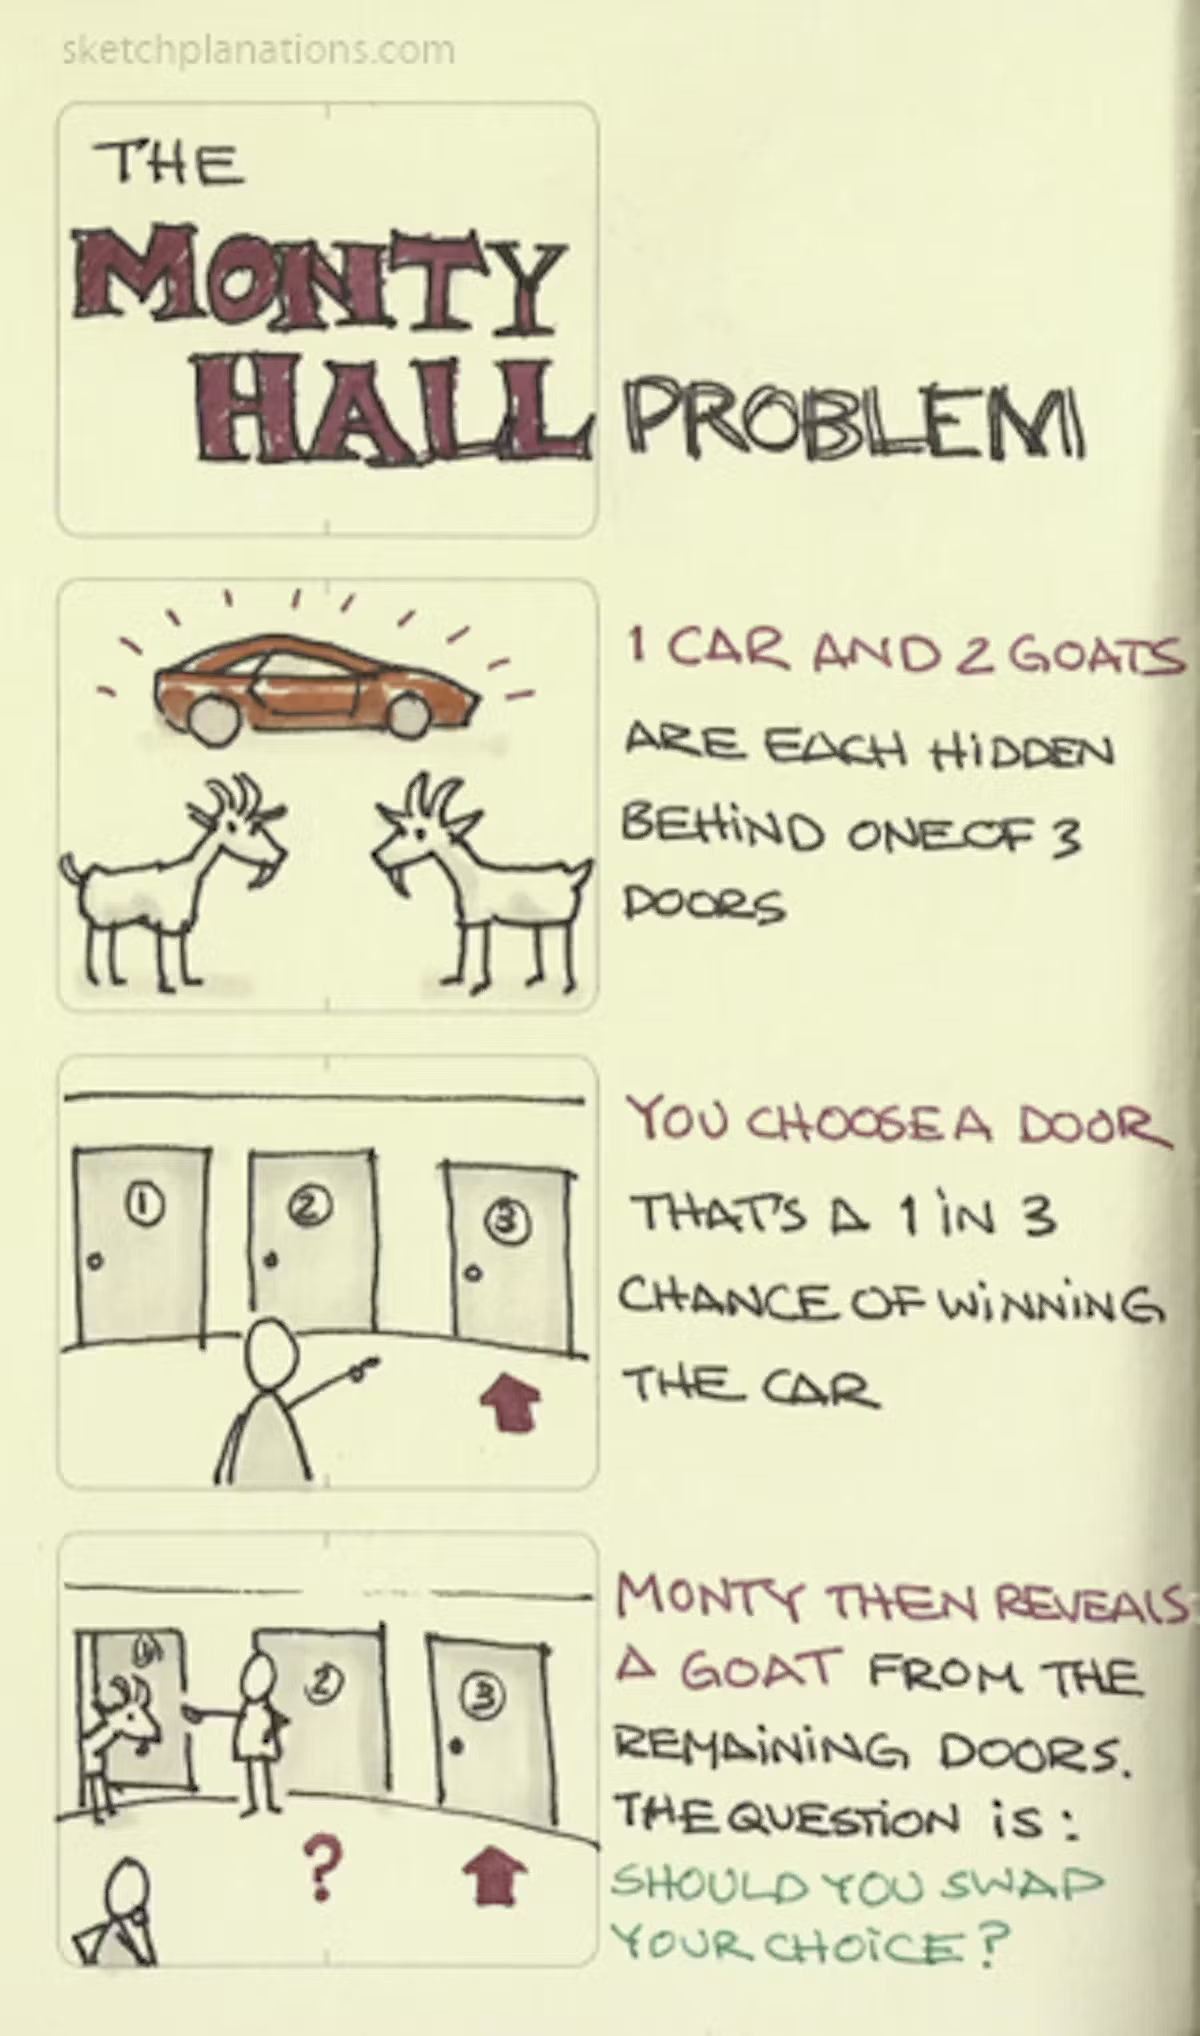 sketchplanations.com
THE
MONTY
HALL PROBLEM
1 CAR AND 2 GOATS
ARE EACH HIDDEN
BEHIND ONE OF 3
DOORS
1 2 3
YOU CHOOSE A DOOR
THAT'S A 1 IN 3
CHANCE OF WINNING
THE CAR
1 2 3
?
MONTY THEN REVEALS
A GOAT FROM THE
REMAINING DOORS.
THE QUESTION IS:
SHOULD YOU SWAP
YOUR CHOICE?